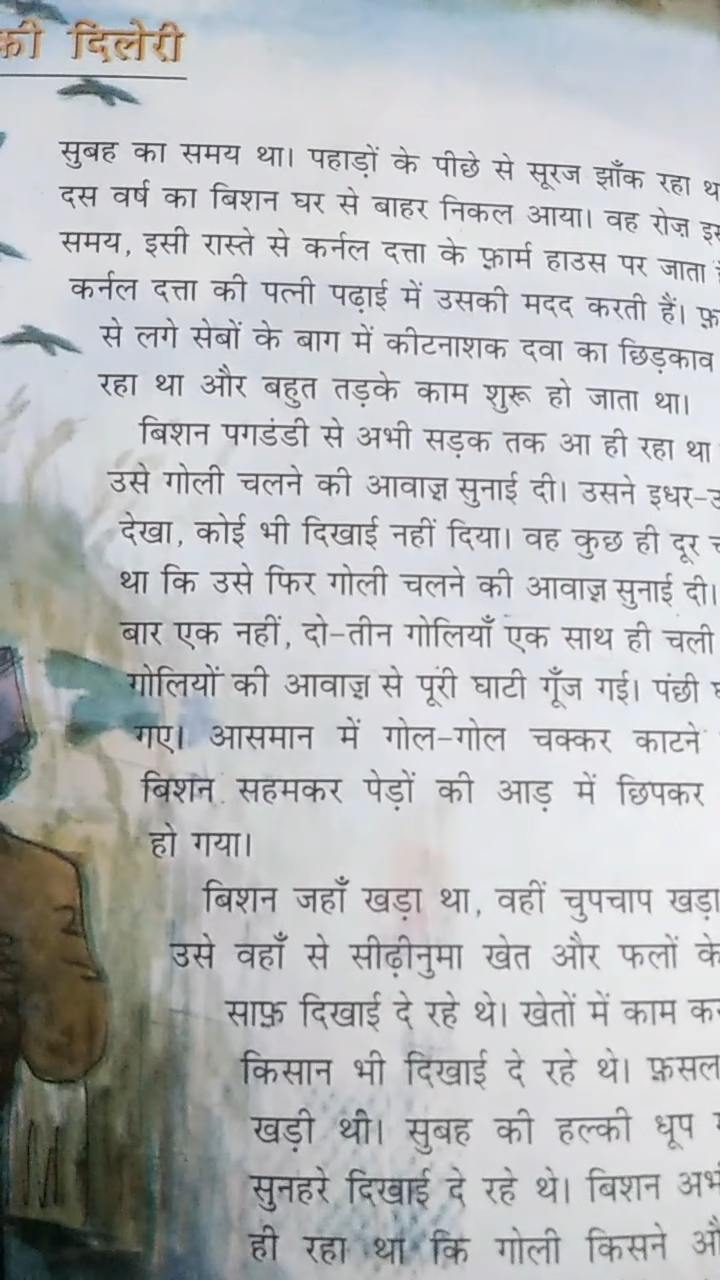 की दिलेरी
सुबह का समय था। पहाड़ों के पीछे से सूरज झाँक रहा
दस वर्ष का बिशन घर से बाहर निकल आया। वह रोज़
समय, इसी रास्ते से कर्नल दत्ता के फ़ार्म हाउस पर जाता
कर्नल दत्ता की पत्नी पढ़ाई में उसकी मदद करती हैं।
से लगे सेबों के बाग में कीटनाशक दवा का छिड़काव
रहा था और बहुत तड़के काम शुरू हो जाता था।
बिशन पगडंडी से अभी सड़क तक आ ही रहा था
उसे गोली चलने की आवाज़ सुनाई दी। उसने इधर-
देखा, कोई भी दिखाई नहीं दिया। वह कुछ ही दूर
था कि उसे फिर गोली चलने की आवाज़ सुनाई दी।
बार एक नहीं, दो-तीन गोलियाँ एक साथ ही चली
गोलियों की आवाज़ से पूरी घाटी गूँज गई। पंछी
गए। आसमान में गोल-गोल चक्कर काटने
बिशन सहमकर पेड़ों की आड़ में छिपकर
हो गया।
बिशन जहाँ खड़ा था, वहीं चुपचाप खड़ा
उसे वहाँ से सीढ़ीनुमा खेत और फलों के
साफ़ दिखाई दे रहे थे। खेतों में काम
किसान भी दिखाई दे रहे थे। फ़सल
खड़ी थी। सुबह की हल्की धूप
सुनहरे दिखाई दे रहे थे। बिशन
ही रहा था कि गोली किसने